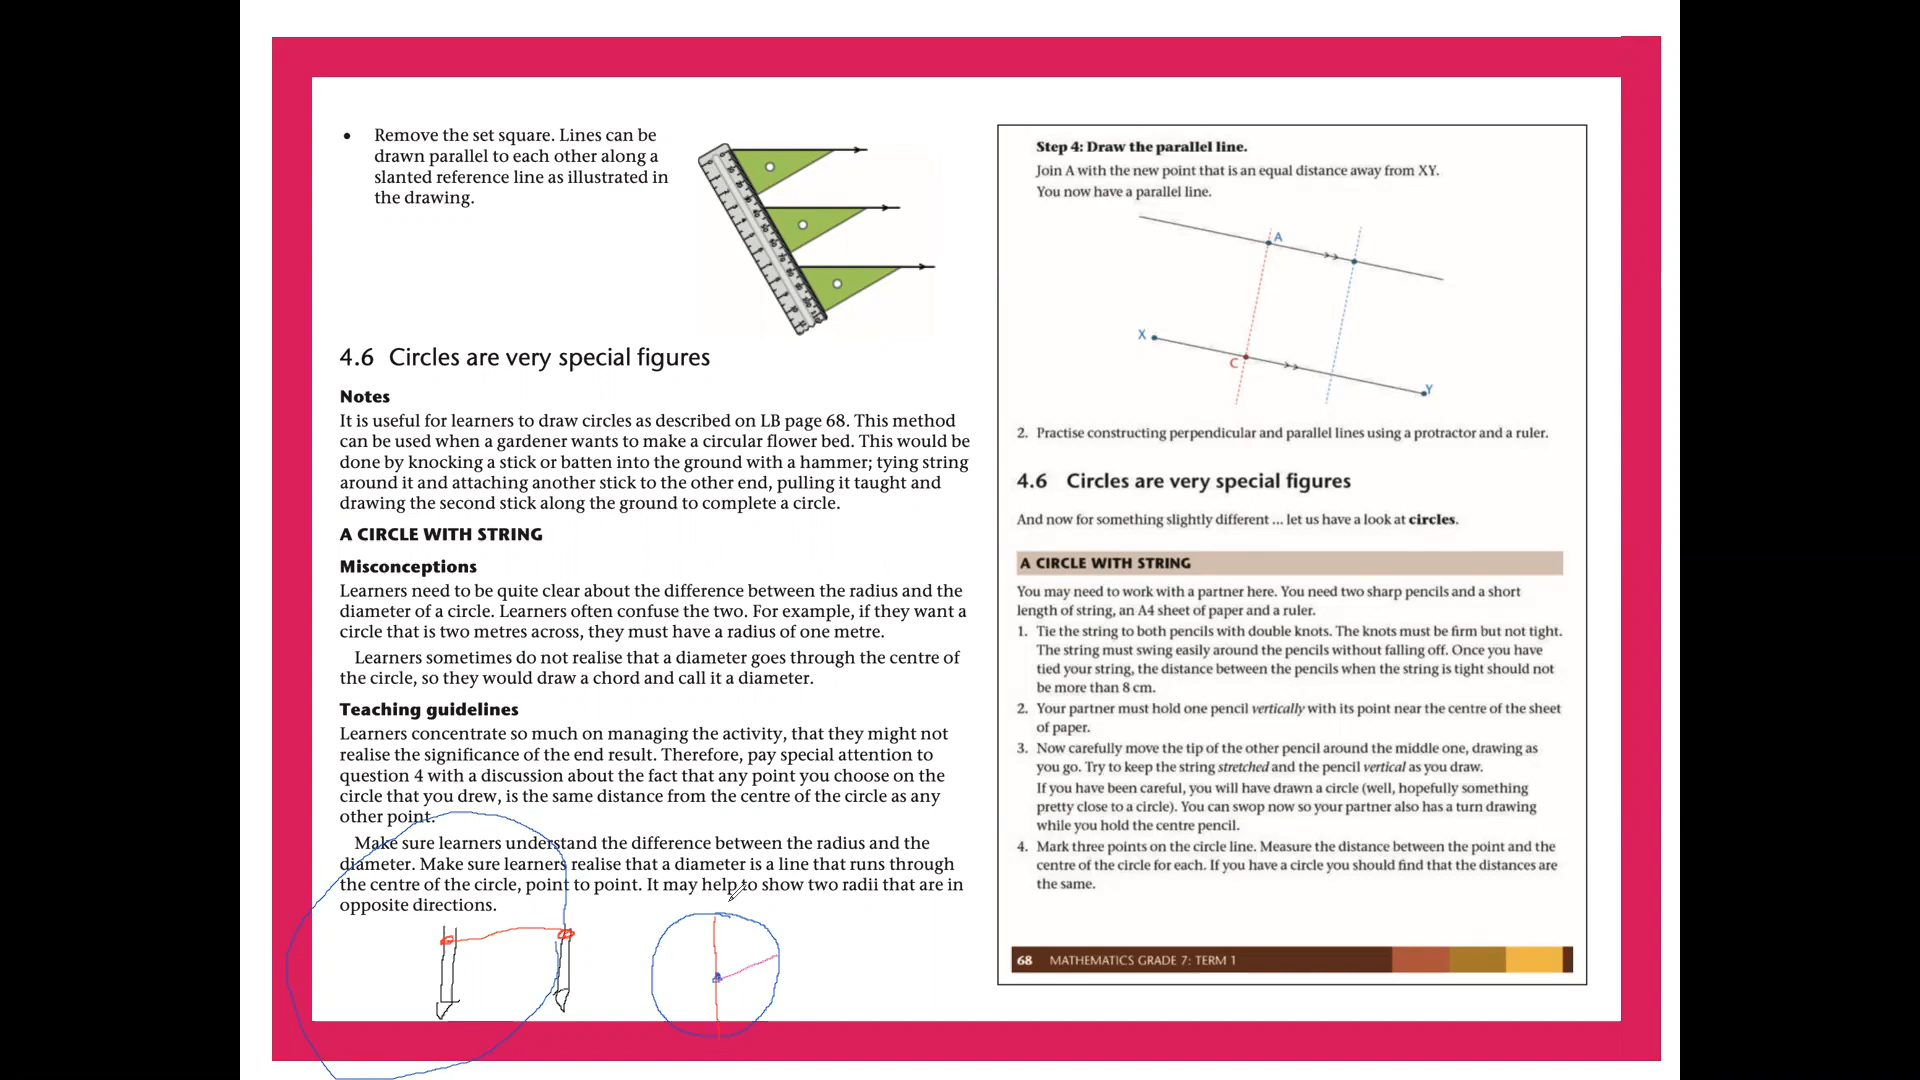 • Remove the set square. Lines can be
drawn parallel to each other along a
slanted reference line as illustrated in
the drawing.
4.6 Circles are very special figures
Notes
It is useful for learners to draw circles as described on LB page 68. This method
can be used when a gardener wants to make a circular flower bed. This would be
done by knocking a stick or batten into the ground with a hammer; tying string
around it and attaching another stick to the other end, pulling it taught and
drawing the second stick along the ground to complete a circle.
A CIRCLE WITH STRING
Misconceptions
Learners need to be quite clear about the difference between the radius and the
diameter of a circle. Learners often confuse the two. For example, if they want a
circle that is two metres across, they must have a radius of one metre.
Learners sometimes do not realise that a diameter goes through the centre of
the circle, so they would draw a chord and call it a diameter.
Teaching guidelines
Learners concentrate so much on managing the activity, that they might not
realise the significance of the end result. Therefore, pay special attention to
question 4 with a discussion about the fact that any point you choose on the
circle that you drew, is the same distance from the centre of the circle as any
other point.
Make sure learners understand the difference between the radius and the
diameter. Make sure learners realise that a diameter is a line that runs through
the centre of the circle, point to point. It may help to show two radii that are in
opposite directions.
Step 4: Draw the parallel line.
Join A with the new point that is an equal distance away from XY.
You now have a parallel line.
A
X
C
Y
2. Practise constructing perpendicular and parallel lines using a protractor and a ruler.
4.6 Circles are very special figures
And now for something slightly different ... let us have a look at circles.
A CIRCLE WITH STRING
You may need to work with a partner here. You need two sharp pencils and a short
length of string, an A4 sheet of paper and a ruler.
1. Tie the string to both pencils with double knots. The knots must be firm but not tight.
The string must swing easily around the pencils without falling off. Once you have
tied your string, the distance between the pencils when the string is tight should not
be more than 8 cm.
2. Your partner must hold one pencil vertically with its point near the centre of the sheet
of paper.
3. Now carefully move the tip of the other pencil around the middle one, drawing as
you go. Try to keep the string stretched and the pencil vertical as you draw.
If you have been careful, you will have drawn a circle (well, hopefully something
pretty close to a circle). You can swop now so your partner also has a turn drawing
while you hold the centre pencil.
4. Mark three points on the circle line. Measure the distance between the point and the
centre of the circle for each. If you have a circle you should find that the distances are
the same.
68 MATHEMATICS GRADE 7: TERM 1